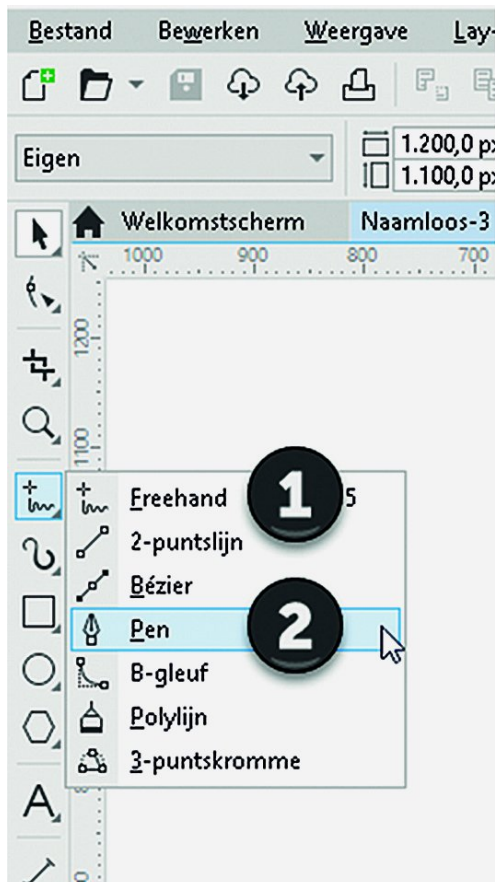 Bestand Bewerken Weergave Lay-
Eigen
1.200,0 px
1.100,0 px
Welkomstscherm Naamloos-3
1000 900 800 700
1200
1100
Freehand 1 5
2-puntslijn
Bézier
Pen 2
B-gleuf
Polylijn
3-puntskromme
A